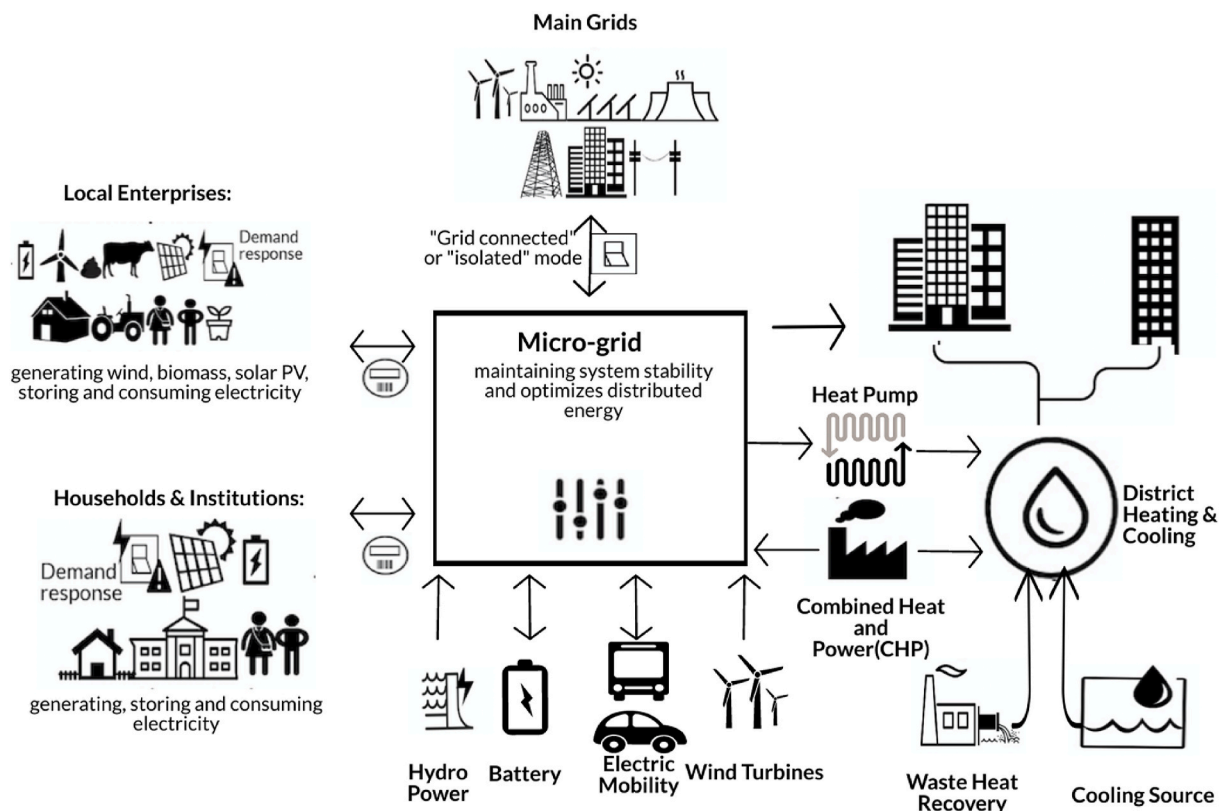 Main Grids
Local Enterprises:
Demand
response
"Grid connected"
or "isolated" mode
generating wind, biomass, solar PV,
storing and consuming electricity
Micro-grid
maintaining system stability
and optimizes distributed
energy
Heat Pump
Households & Institutions:
Demand
response
generating, storing and consuming
electricity
District
Heating &
Cooling
Combined Heat
and
Power(CHP)
Hydro
Power
Battery
Electric
Mobility
Wind Turbines
Waste Heat
Recovery
Cooling Source